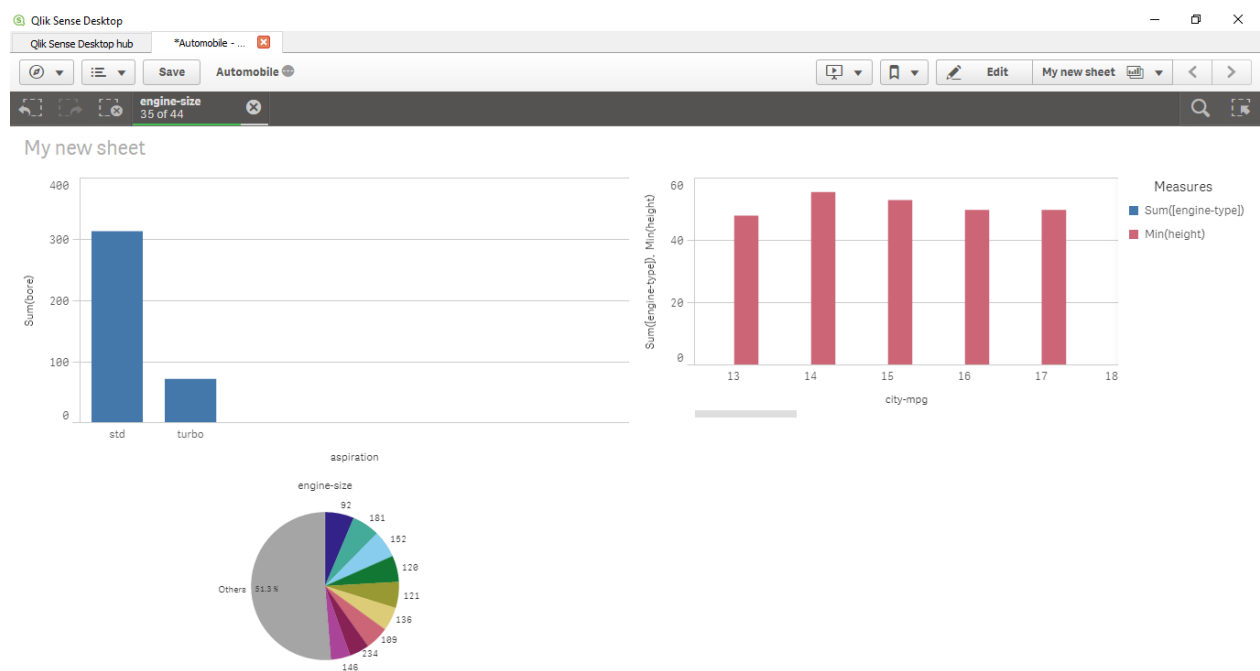 Qlik Sense Desktop
Qlik Sense Desktop hub
*Automobile - ...
Save
Automobile
Edit
My new sheet
engine-size
35 of 44
My new sheet
400
300
200
100
0
Sum(bore)
std
turbo
aspiration
60
40
20
0
Sum([engine-type]), Min(height)
13
14
15
16
17
18
city-mpg
Measures
Sum([engine-type])
Min(height)
engine-size
92
181
152
120
121
136
109
234
146
Others
51.3 %